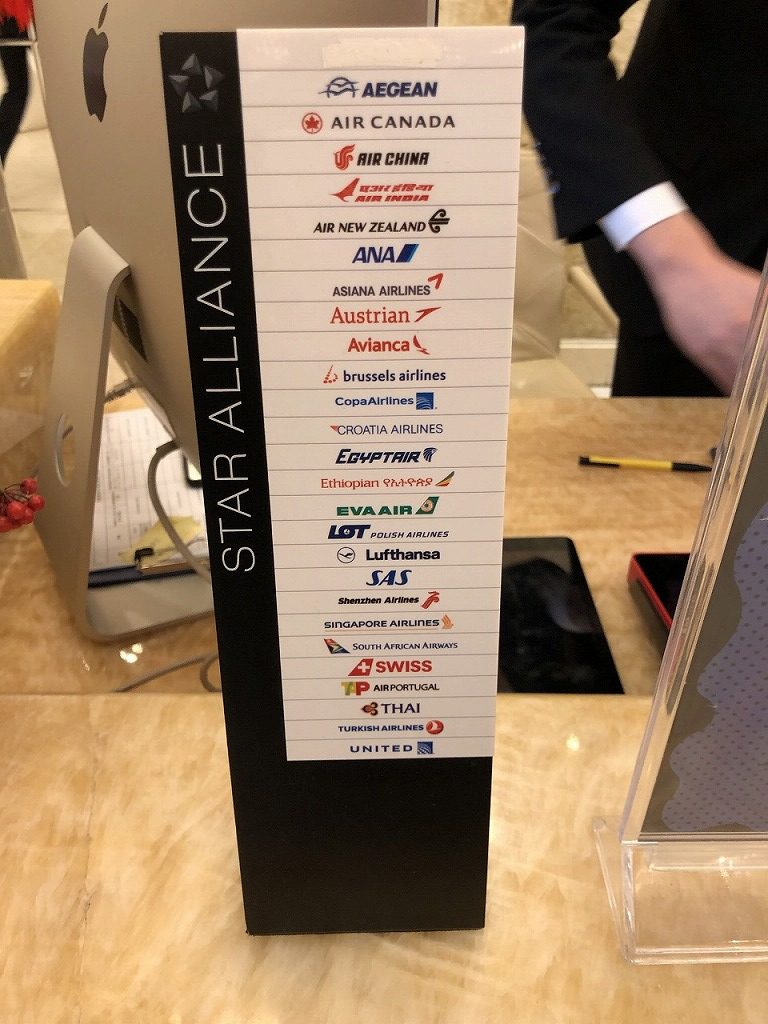 STAR ALLIANCE
AEGEAN
AIR CANADA
AIR CHINA
एअर इंडिया
AIR INDIA
AIR NEW ZEALAND
ANA
ASIANA AIRLINES
Austrian
Avianca
brussels airlines
CopaAirlines
CROATIA AIRLINES
EGYPTAIR
Ethiopian የኢትዮጵያ
EVA AIR
LOT POLISH AIRLINES
Lufthansa
SAS
Shenzhen Airlines
SINGAPORE AIRLINES
SOUTH AFRICAN AIRWAYS
SWISS
TAP AIR PORTUGAL
THAI
TURKISH AIRLINES
UNITED